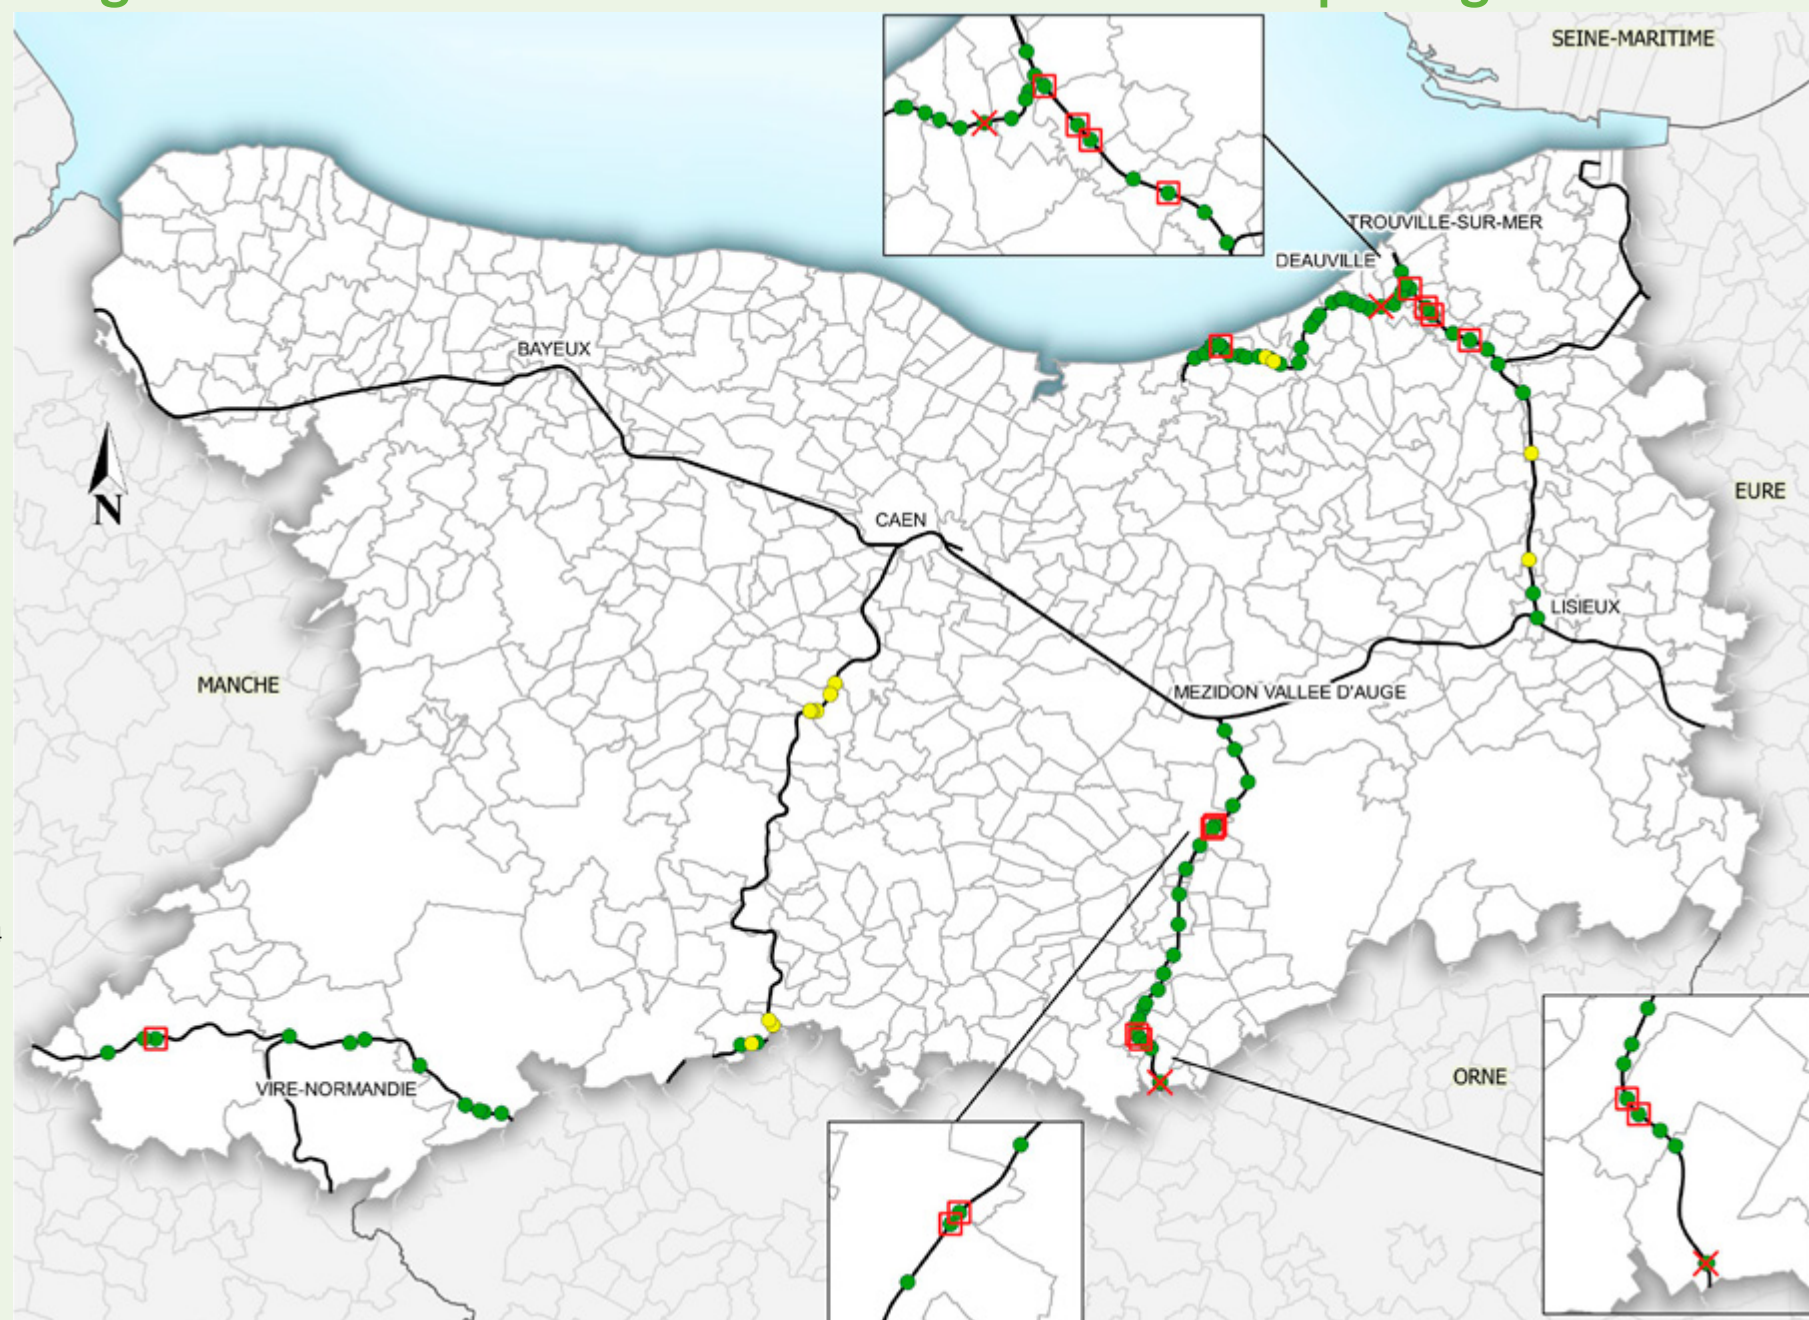 SEINE-MARITIME
TROUVILLE-SUR-MER
DEAUVILLE
BAYEUX
EURE
N
CAEN
LISIEUX
MANCHE
MEZIDON VALLEE D'AUGE
ORNE
VIRE-NORMANDIE